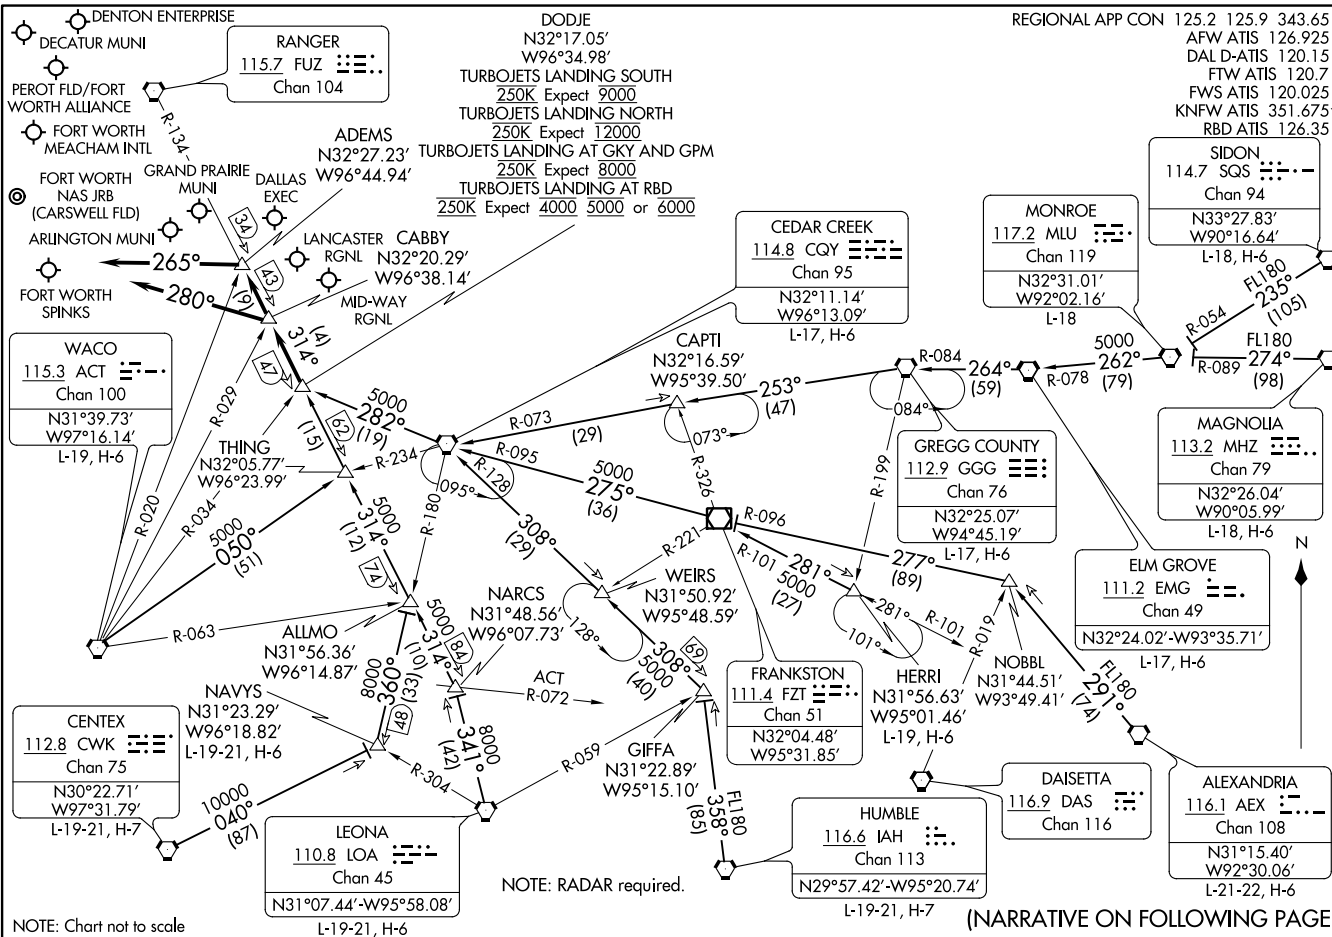 DENTON ENTERPRISE
DECATUR MUNI
PEROT FLD/FORT
WORTH ALLIANCE
FORT WORTH
MEACHAM INTL
FORT WORTH
NAS JRB
(CARSWELL FLD)
GRAND PRAIRIE
MUNI
DALLAS
EXEC
ARLINGTON MUNI
LANCASTER
RGNL
MID-WAY
RGNL
FORT WORTH
SPINKS
RANGER
115.7 FUZ
Chan 104
R-134
ADEMS
N32°27.23'
W96°44.94'
CABBY
N32°20.29'
W96°38.14'
DODJE
N32°17.05'
W96°34.98'
TURBOJETS LANDING SOUTH
250K Expect 9000
TURBOJETS LANDING NORTH
250K Expect 12000
TURBOJETS LANDING AT GKY AND GPM
250K Expect 8000
TURBOJETS LANDING AT RBD
250K Expect 4000 5000 or 6000
REGIONAL APP CON 125.2 125.9 343.65
AFW ATIS 126.925
DAL D-ATIS 120.15
FTW ATIS 120.7
FWS ATIS 120.025
KNFW ATIS 351.675
RBD ATIS 126.35
SIDON
114.7 SQS
Chan 94
N33°27.83'
W90°16.64'
L-18, H-6
MONROE
117.2 MLU
Chan 119
N32°31.01'
W92°02.16'
L-18
CEDAR CREEK
114.8 CQY
Chan 95
N32°11.14'
W96°13.09'
L-17, H-6
CAPTI
N32°16.59'
W95°39.50'
WACO
115.3 ACT
Chan 100
N31°39.73'
W97°16.14'
L-19, H-6
34
265°
43
(9)
280°
(4)
314°
47
62
(15)
5000
282°
(19)
R-029
R-020
R-034
5000
050°
(51)
THING
N32°05.77'
W96°23.99'
R-234
R-180
5000
314°
(12)
74
R-063
R-073
(29)
R-095
R-128
095°
5000
275°
(36)
308°
(29)
253°
(47)
073°
R-326
R-084
084°
264°
(59)
R-078
5000
262°
(79)
R-054
FL180
235°
(105)
R-089
FL180
274°
(98)
GREGG COUNTY
112.9 GGG
Chan 76
N32°25.07'
W94°45.19'
L-17, H-6
R-199
MAGNOLIA
113.2 MHZ
Chan 79
N32°26.04'
W90°05.99'
L-18, H-6
ELM GROVE
111.2 EMG
Chan 49
N32°24.02'-W93°35.71'
L-17, H-6
N
R-096
R-101
5000
281°
(27)
277°
(89)
R-221
WEIRS
N31°50.92'
W95°48.59'
128°
308°
5000
(40)
69
281°
101°
R-101
R-019
HERRI
N31°56.63'
W95°01.46'
L-19, H-6
NOBBL
N31°44.51'
W93°49.41'
FL180
291°
(74)
ALLMO
N31°56.36'
W96°14.87'
NARCS
N31°48.56'
W96°07.73'
5000
314°
(10)
84
8000
360°
(33)
48
ACT
R-072
NAVYS
N31°23.29'
W96°18.82'
L-19-21, H-6
8000
341°
(42)
R-304
R-059
GIFFA
N31°22.89'
W95°15.10'
FL180
358°
(85)
FRANKSTON
111.4 FZT
Chan 51
N32°04.48'
W95°31.85'
CENTEX
112.8 CWK
Chan 75
N30°22.71'
W97°31.79'
L-19-21, H-7
10000
040°
(87)
LEONA
110.8 LOA
Chan 45
N31°07.44'-W95°58.08'
L-19-21, H-6
HUMBLE
116.6 IAH
Chan 113
N29°57.42'-W95°20.74'
L-19-21, H-7
DAISETTA
116.9 DAS
Chan 116
ALEXANDRIA
116.1 AEX
Chan 108
N31°15.40'
W92°30.06'
L-21-22, H-6
NOTE: RADAR required.
NOTE: Chart not to scale
(NARRATIVE ON FOLLOWING PAGE